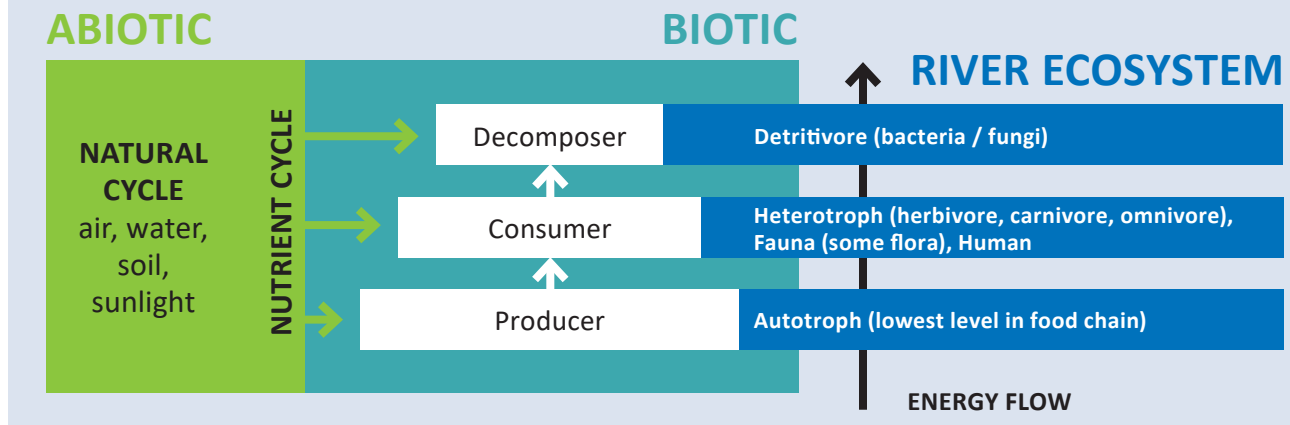 ABIOTIC
BIOTIC
RIVER ECOSYSTEM
NATURAL
CYCLE
air, water,
soil,
sunlight
NUTRIENT CYCLE
Decomposer
Detritivore (bacteria / fungi)
Consumer
Heterotroph (herbivore, carnivore, omnivore),
Fauna (some flora), Human
Producer
Autotroph (lowest level in food chain)
ENERGY FLOW